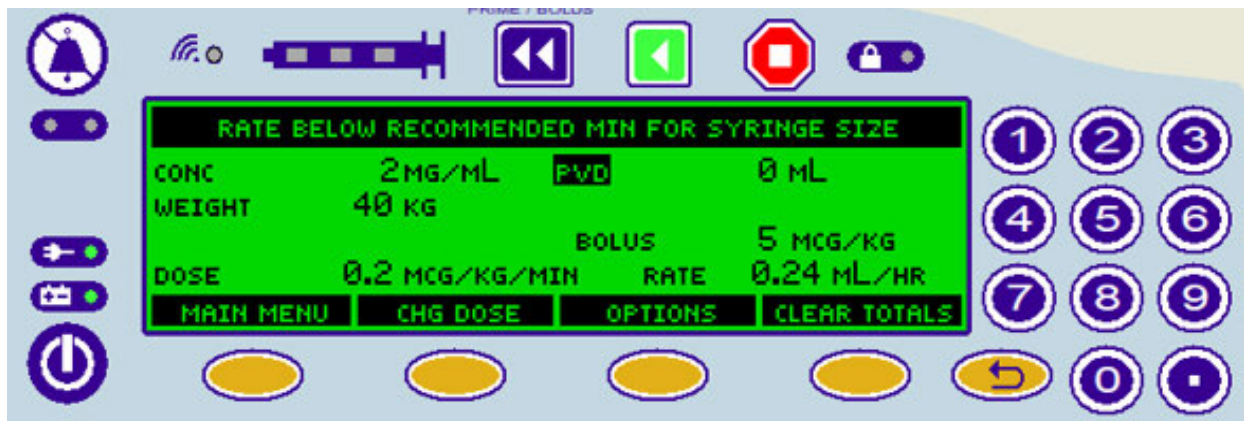 PRIME / BOLUS
RATE BELOW RECOMMENDED MIN FOR SYRINGE SIZE
CONC 2 MG/ML PVD 0 ML
WEIGHT 40 KG
BOLUS 5 MCG/KG
DOSE 0.2 MCG/KG/MIN RATE 0.24 ML/HR
MAIN MENU CHG DOSE OPTIONS CLEAR TOTALS
1 2 3
4 5 6
7 8 9
0 .